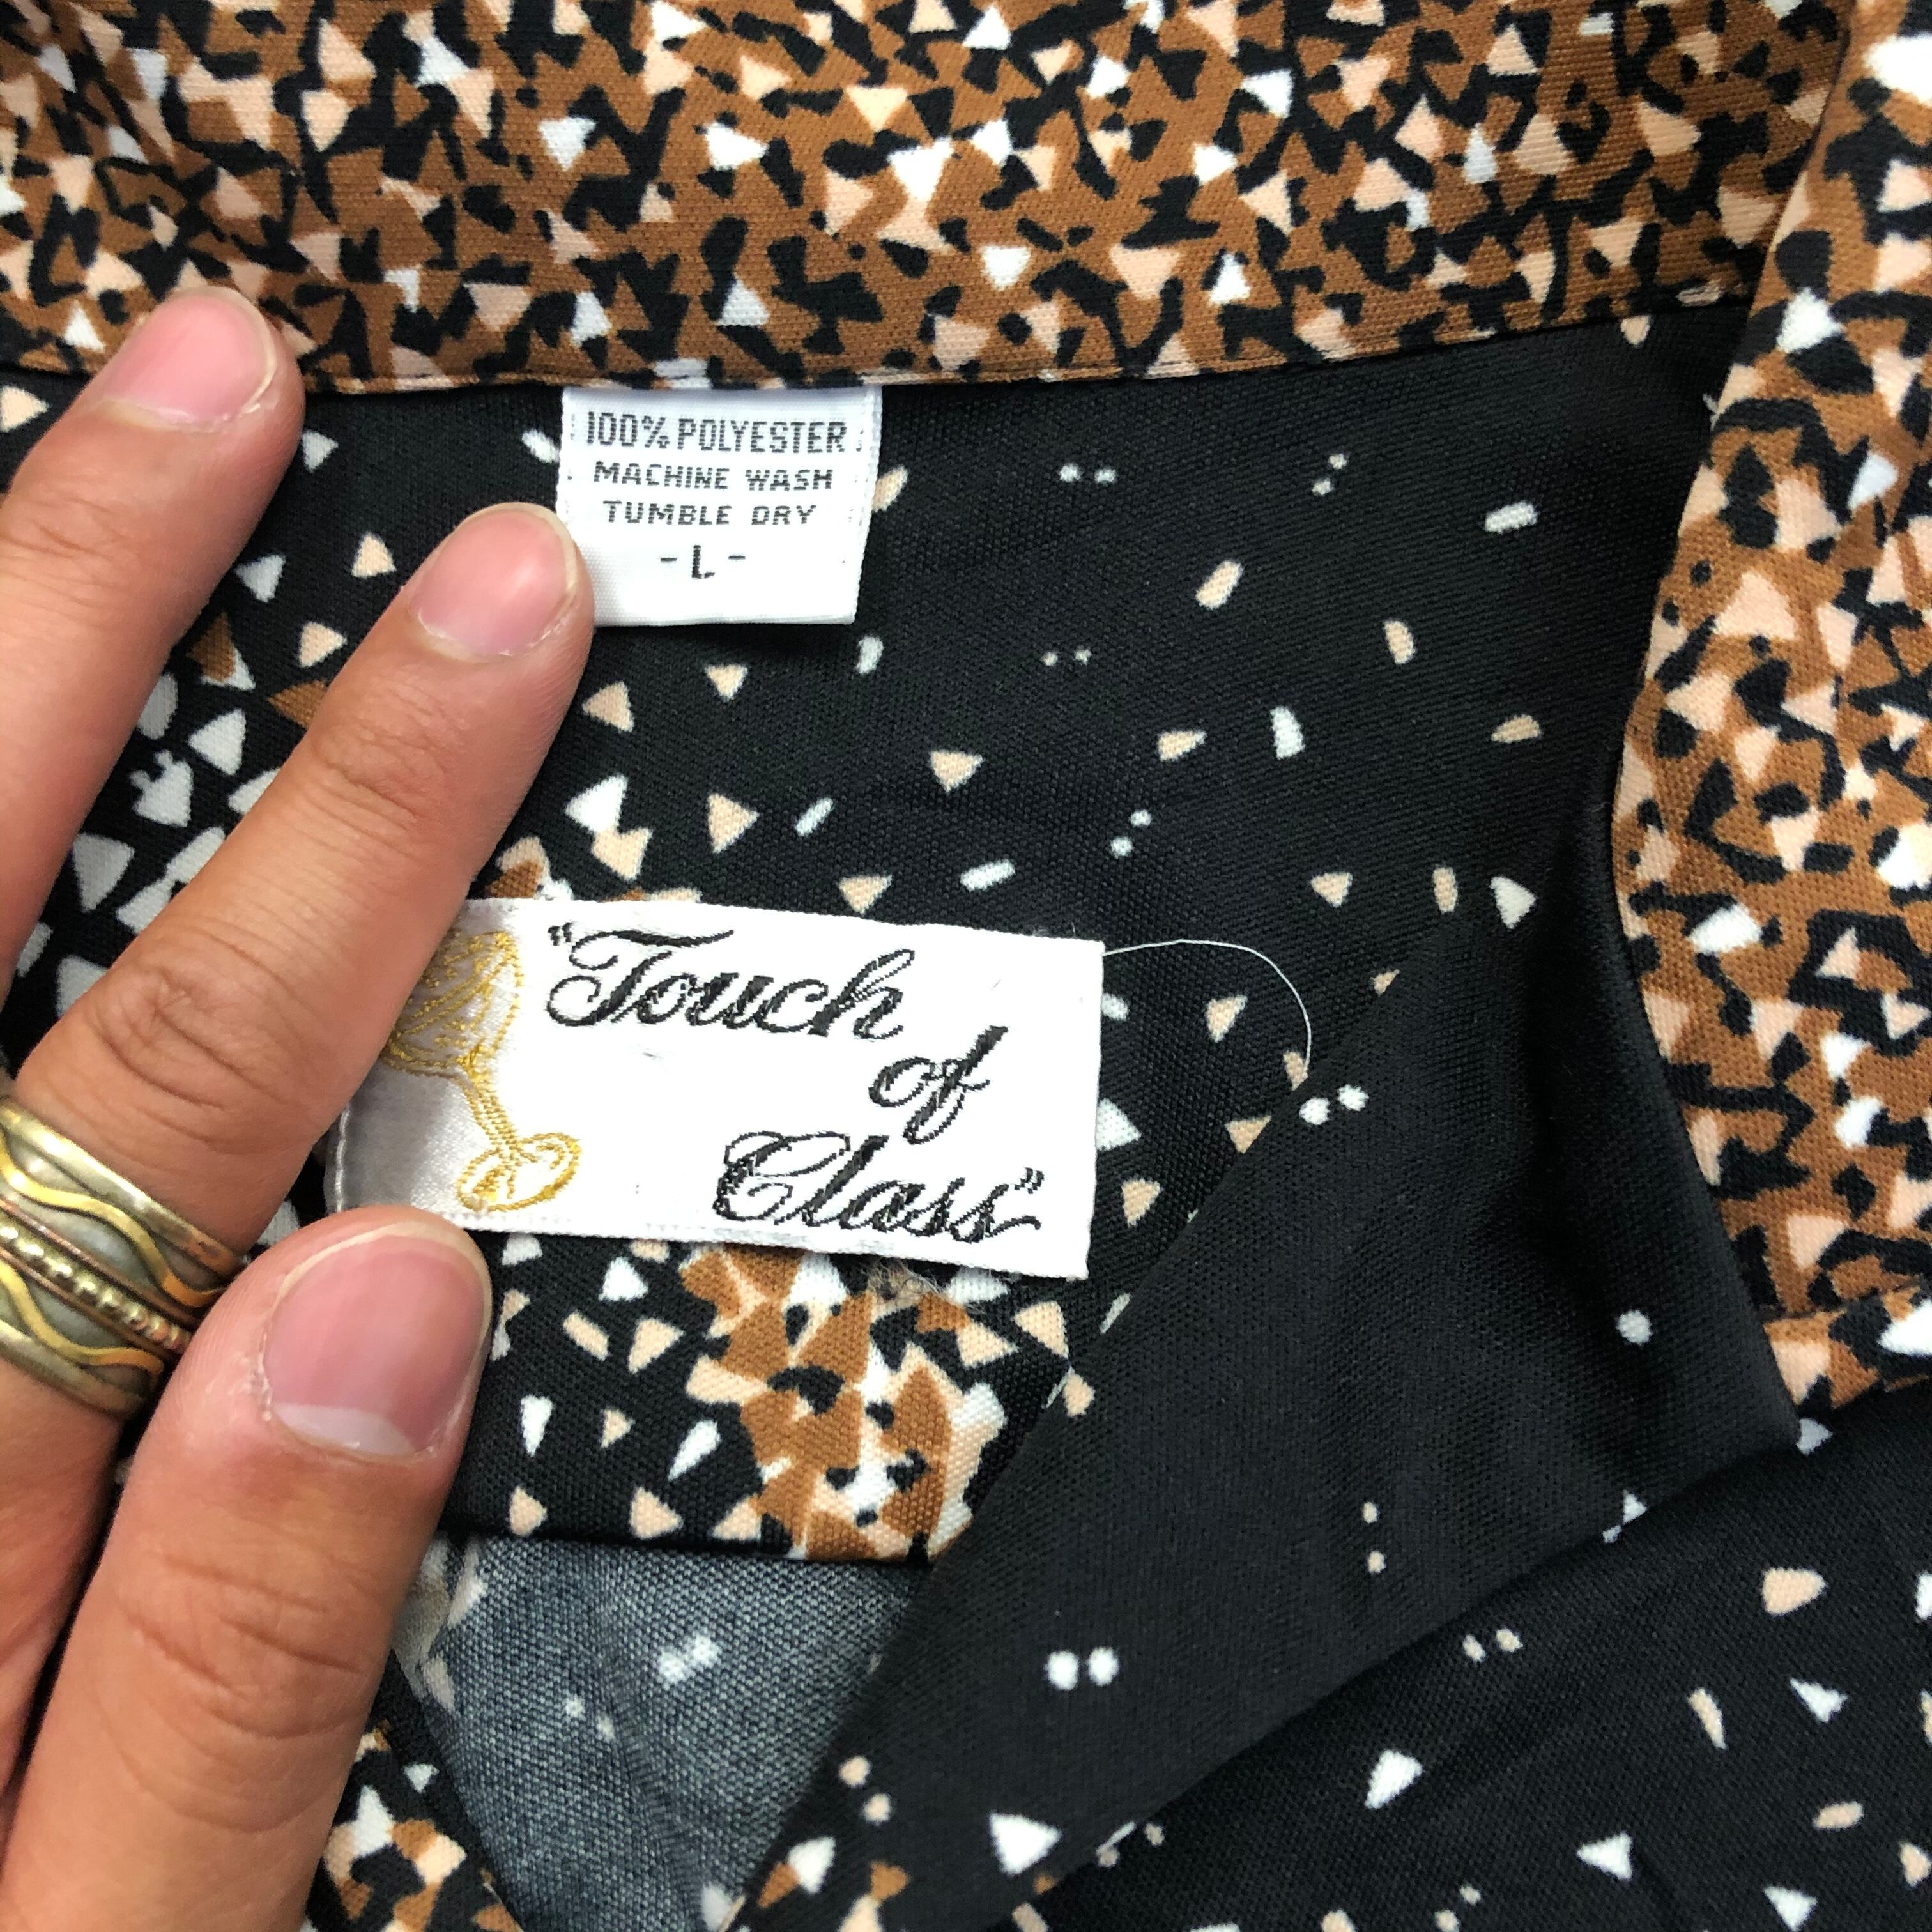 100% POLYESTER
MACHINE WASH
TUMBLE DRY
-L-
"Touch
of
Class"